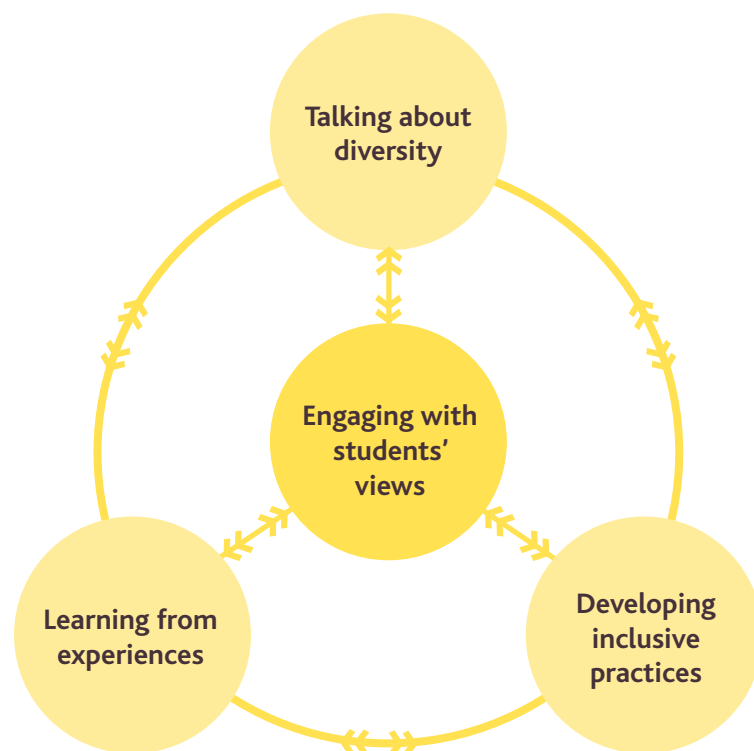 Talking about
diversity
Engaging with
students’
views
Learning from
experiences
Developing
inclusive
practices